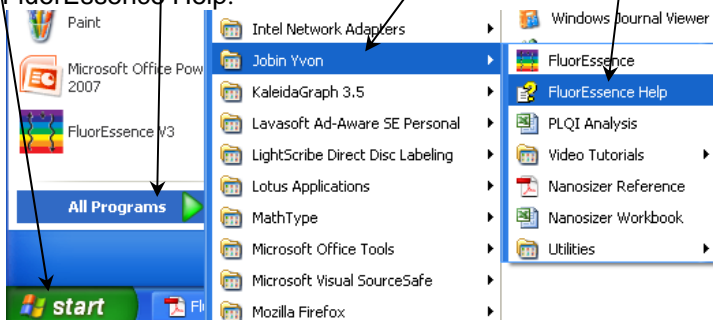 FluorEssence Help.
Paint
Microsoft Office Pow
2007
FluorEssence V3
All Programs
start
Fl
Intel Network Adapters
Jobin Yvon
KaleidaGraph 3.5
Lavasoft Ad-Aware SE Personal
LightScribe Direct Disc Labeling
Lotus Applications
MathType
Microsoft Office Tools
Microsoft Visual SourceSafe
Mozilla Firefox
Windows Journal Viewer
FluorEssence
FluorEssence Help
PLQI Analysis
Video Tutorials
Nanosizer Reference
Nanosizer Workbook
Utilities